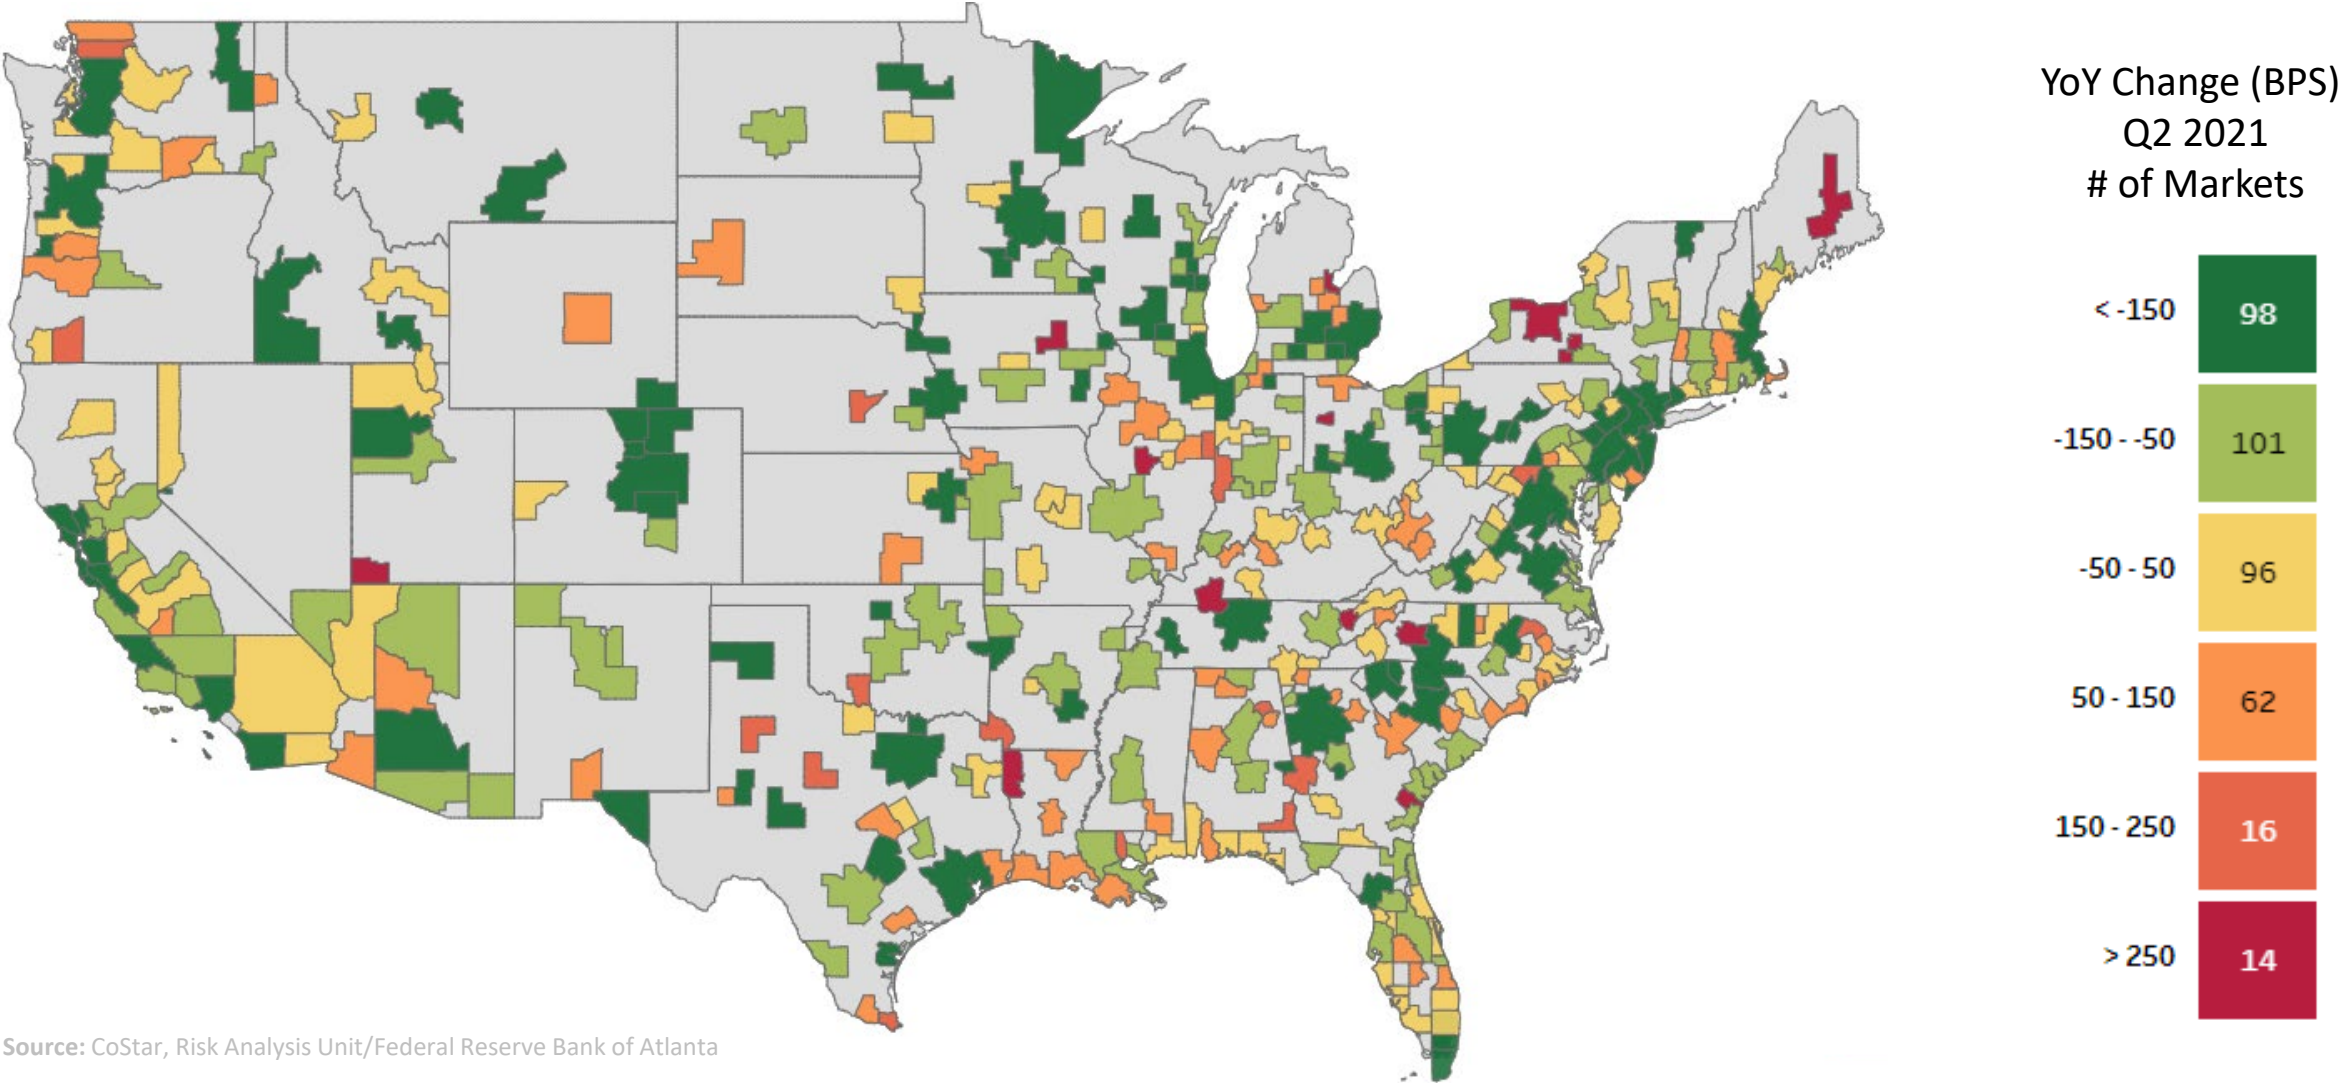 YoY Change (BPS)
Q2 2021
# of Markets
< -150 98
-150 - -50 101
-50 - 50 96
50 - 150 62
150 - 250 16
> 250 14
Source: CoStar, Risk Analysis Unit/Federal Reserve Bank of Atlanta